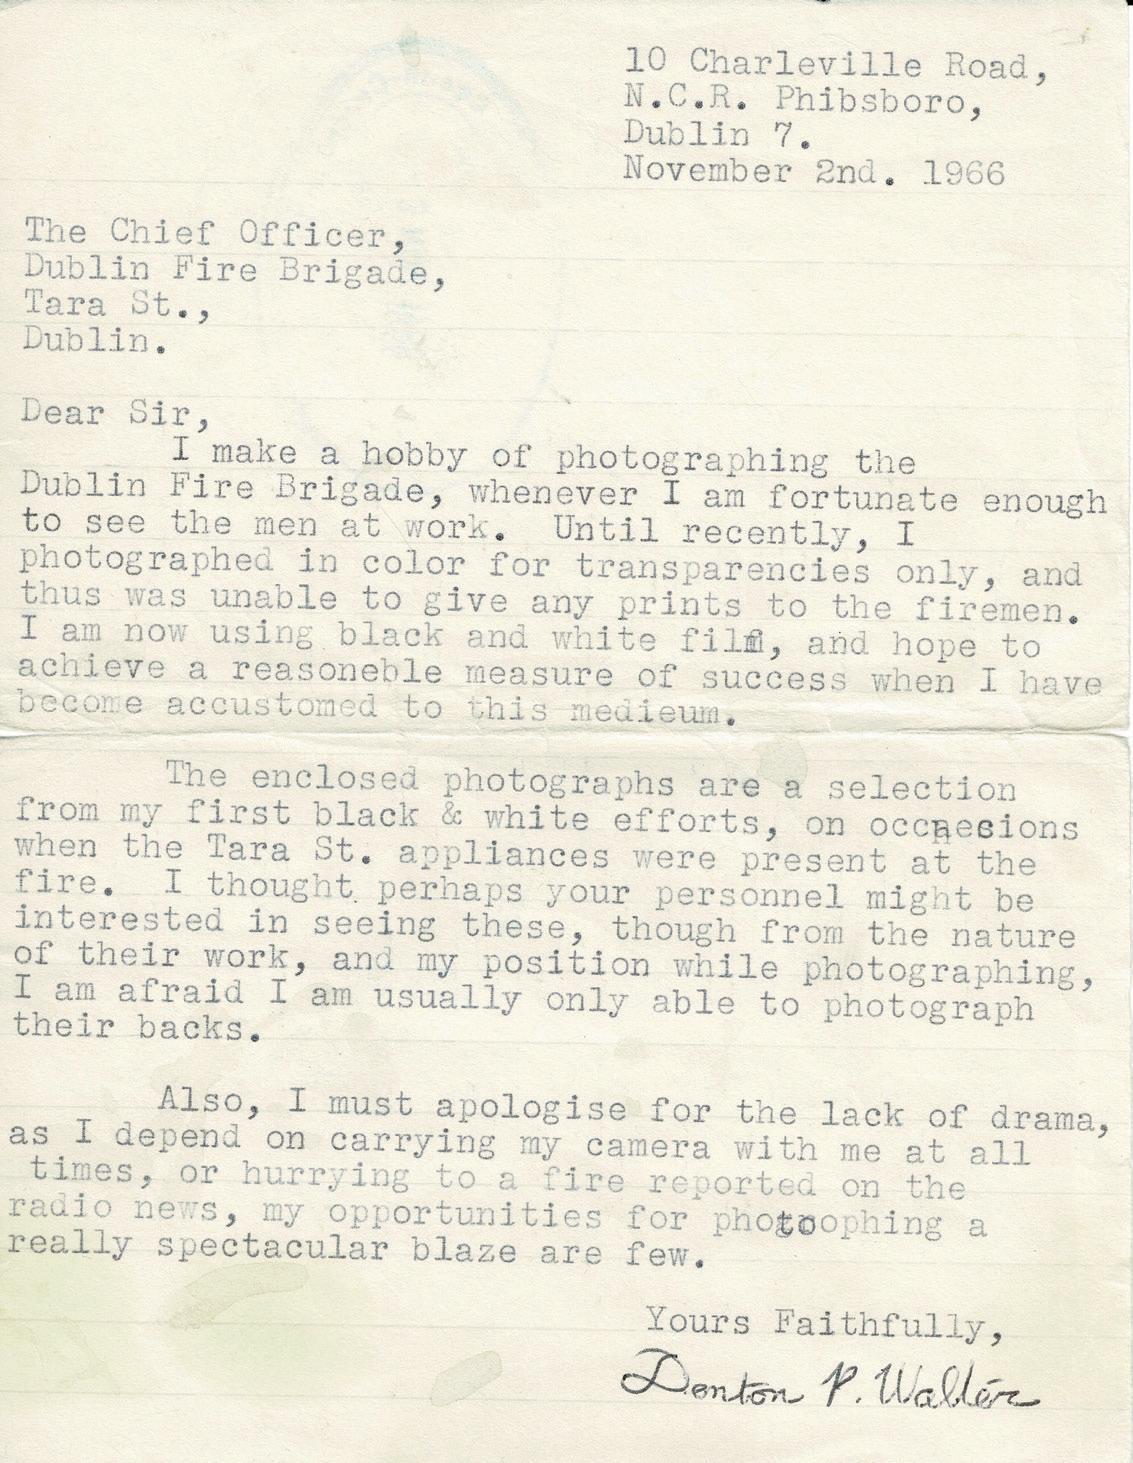 10 Charleville Road,
N.C.R. Phibsboro,
Dublin 7.
November 2nd. 1966
The Chief Officer,
Dublin Fire Brigade,
Tara St.,
Dublin.
Dear Sir,
I make a hobby of photographing the
Dublin Fire Brigade, whenever I am fortunate enough
to see the men at work. Until recently, I
photographed in color for transparencies only, and
thus was unable to give any prints to the firemen.
I am now using black and white film, and hope to
achieve a reasoneble measure of success when I have
become accustomed to this medieum.
The enclosed photographs are a selection
from my first black & white efforts, on
when the Tara St. appliances were present at the
fire. I thought perhaps your personnel might be
interested in seeing these, though from the nature
of their work, and my position while photographing,
I am afraid I am usually only able to photograph
their backs.
Also, I must apologise for the lack of drama,
as I depend on carrying my camera with me at all
times, or hurrying to a fire reported on the
radio news, my opportunities for a
really spectacular blaze are few.
Yours Faithfully,
Denton P. Walter